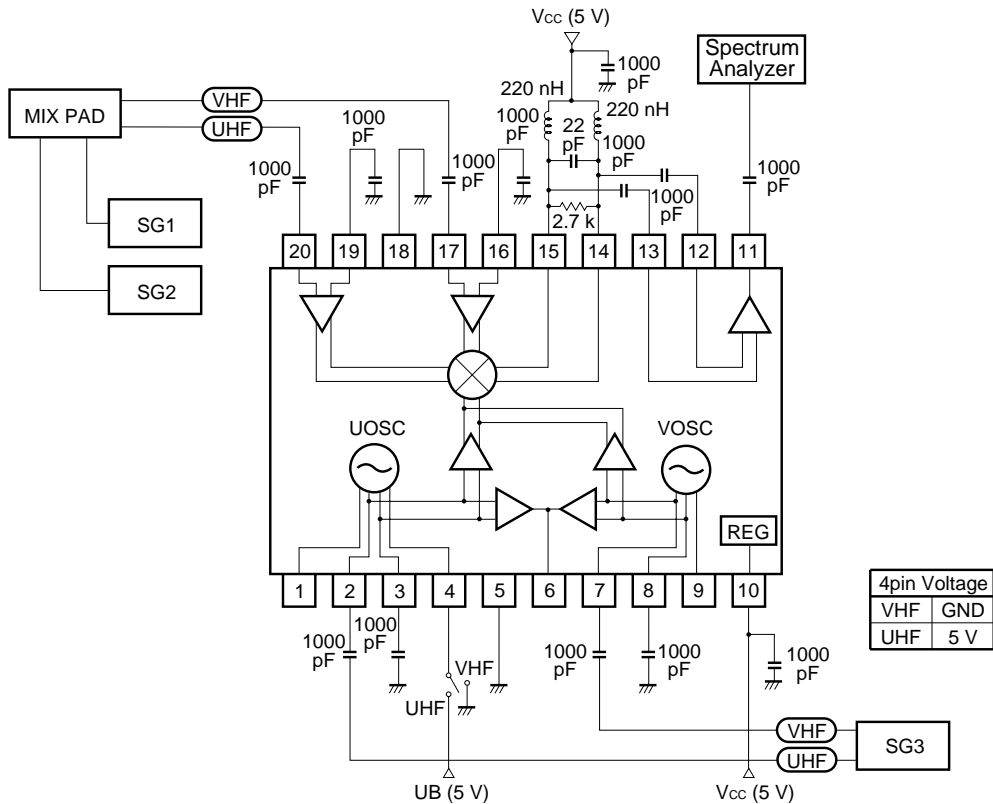 Vcc (5 V)
1000
pF
Spectrum
Analyzer
MIX PAD
VHF
UHF
SG1
SG2
1000
pF
1000
pF
1000
pF
1000
pF
220 nH
220 nH
1000
pF
22
pF
1000
pF
1000
pF
2.7 k
1000
pF
20
19
18
17
16
15
14
13
12
11
UOSC
VOSC
REG
1
2
3
4
5
6
7
8
9
10
1000
pF
1000
pF
VHF
UHF
UB (5 V)
1000
pF
1000
pF
1000
pF
Vcc (5 V)
VHF
UHF
SG3
4pin Voltage
VHF GND
UHF 5 V